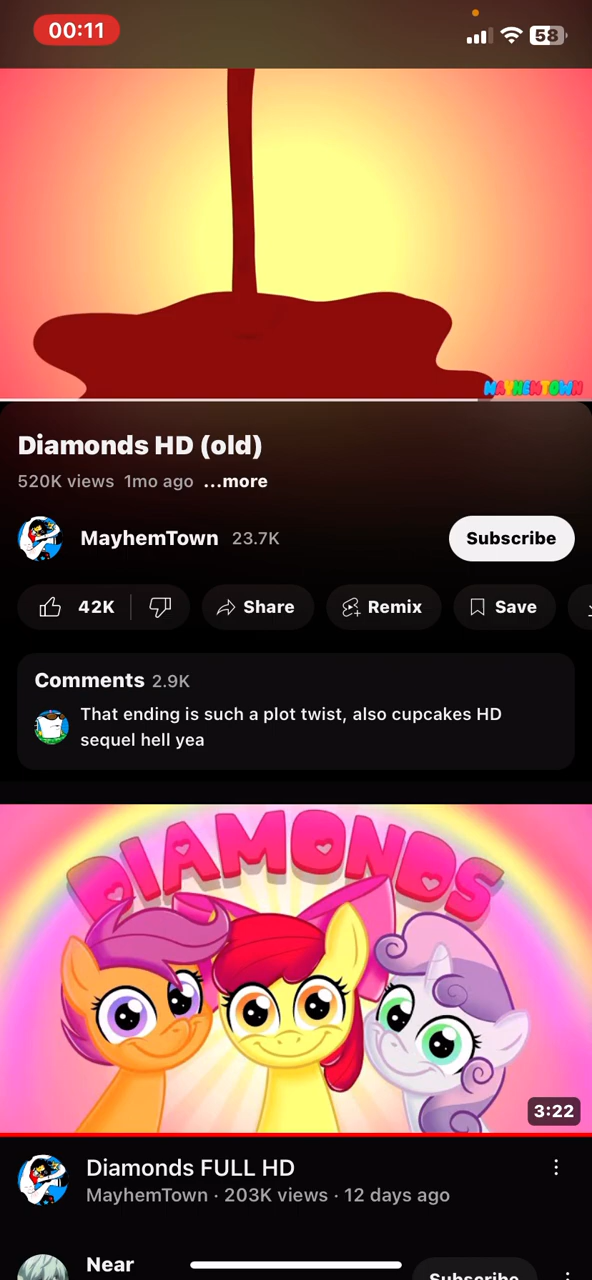 00:11
58
MAYHEMTOWN
Diamonds HD (old)
520K views 1mo ago ...more
MayhemTown 23.7K
Subscribe
42K
Share
Remix
Save
Comments 2.9K
That ending is such a plot twist, also cupcakes HD
sequel hell yea
DIAMONDS
3:22
Diamonds FULL HD
MayhemTown · 203K views · 12 days ago
Near
Subscribe